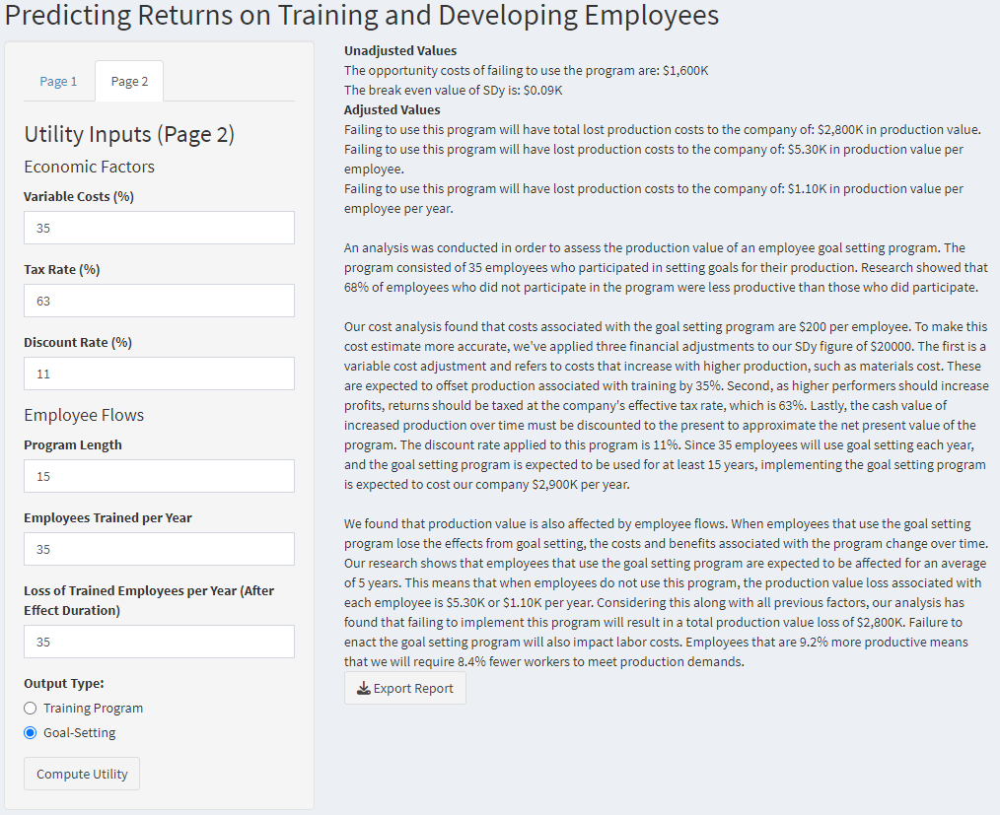 Predicting Returns on Training and Developing Employees
Page 1
Page 2
Utility Inputs (Page 2)
Economic Factors
Variable Costs (%)
35
Tax Rate (%)
63
Discount Rate (%)
11
Employee Flows
Program Length
15
Employees Trained per Year
35
Loss of Trained Employees per Year (After
Effect Duration)
35
Output Type:
Training Program
Goal-Setting
Compute Utility
Unadjusted Values
The opportunity costs of failing to use the program are: $1,600K
The break even value of SDy is: $0.09K
Adjusted Values
Failing to use this program will have total lost production costs to the company of: $2,800K in production value.
Failing to use this program will have lost production costs to the company of: $5.30K in production value per
employee.
Failing to use this program will have lost production costs to the company of: $1.10K in production value per
employee per year.
An analysis was conducted in order to assess the production value of an employee goal setting program. The
program consisted of 35 employees who participated in setting goals for their production. Research showed that
68% of employees who did not participate in the program were less productive than those who did participate.
Our cost analysis found that costs associated with the goal setting program are $200 per employee. To make this
cost estimate more accurate, we've applied three financial adjustments to our SDy figure of $20000. The first is a
variable cost adjustment and refers to costs that increase with higher production, such as materials cost. These
are expected to offset production associated with training by 35%. Second, as higher performers should increase
profits, returns should be taxed at the company's effective tax rate, which is 63%. Lastly, the cash value of
increased production over time must be discounted to the present to approximate the net present value of the
program. The discount rate applied to this program is 11%. Since 35 employees will use goal setting each year,
and the goal setting program is expected to be used for at least 15 years, implementing the goal setting program
is expected to cost our company $2,900K per year.
We found that production value is also affected by employee flows. When employees that use the goal setting
program lose the effects from goal setting, the costs and benefits associated with the program change over time.
Our research shows that employees that use the goal setting program are expected to be affected for an average
of 5 years. This means that when employees do not use this program, the production value loss associated with
each employee is $5.30K or $1.10K per year. Considering this along with all previous factors, our analysis has
found that failing to implement this program will result in a total production value loss of $2,800K. Failure to
enact the goal setting program will also impact labor costs. Employees that are 9.2% more productive means
that we will require 8.4% fewer workers to meet production demands.
Export Report